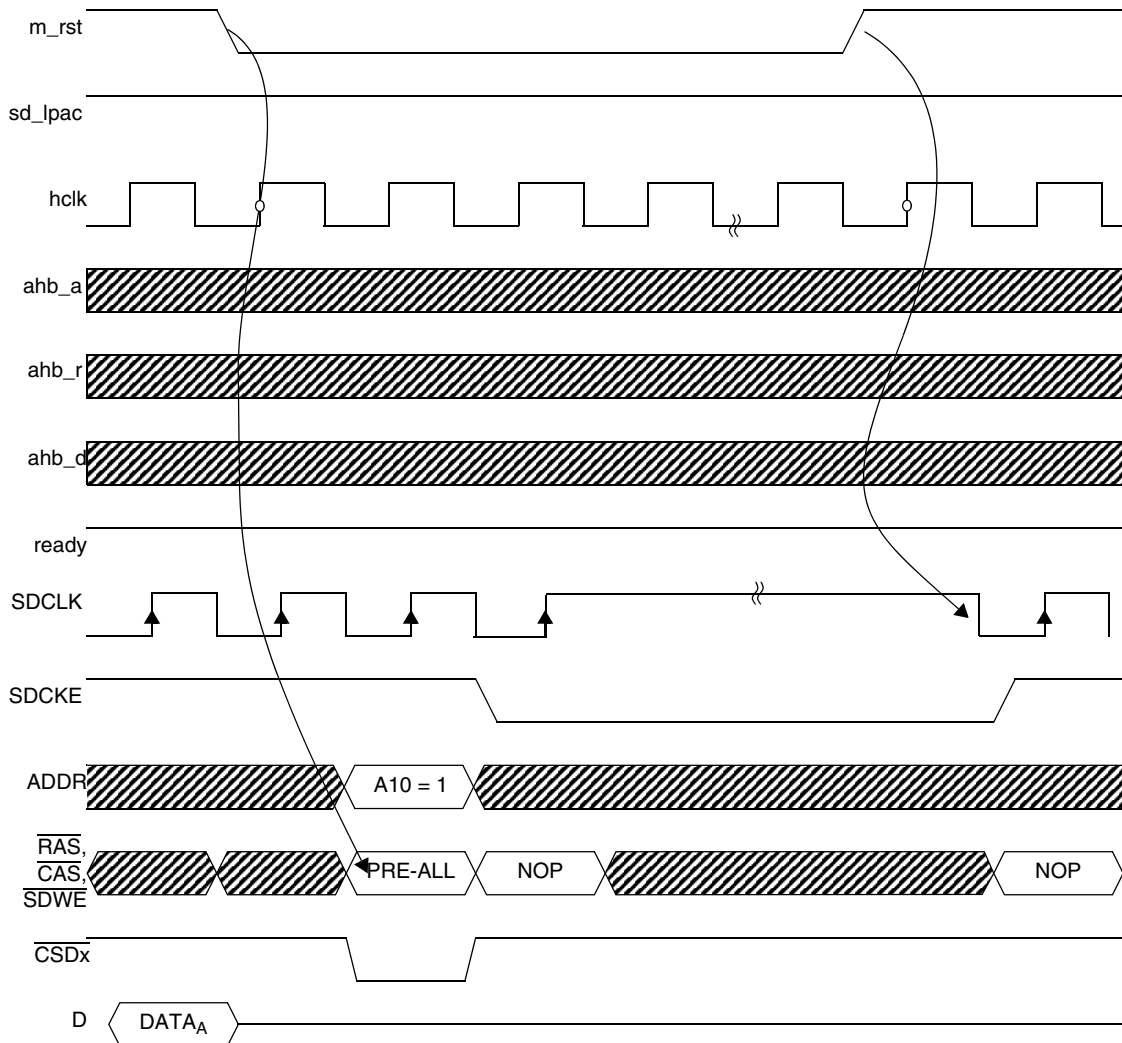 m_rst
sd_lpac
hclk
ahb_a
ahb_r
ahb_d
ready
SDCLK
SDCKE
ADDR
A10 = 1
RAS,
CAS,
SDWE
PRE-ALL
NOP
NOP
CSDx
D
DATAA